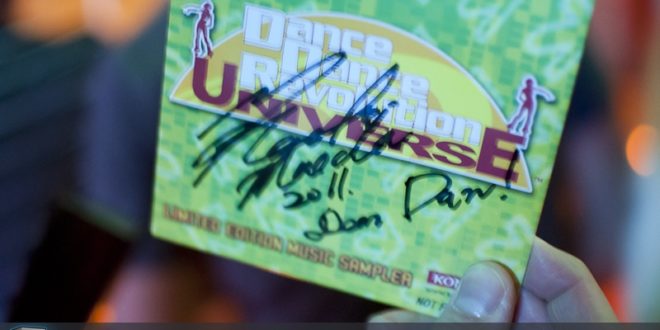 Dance
Dance
Revolution
UNIVERSE
2011.
Dan Dan!
LIMITED EDITION MUSIC SAMPLER
KON
NOT